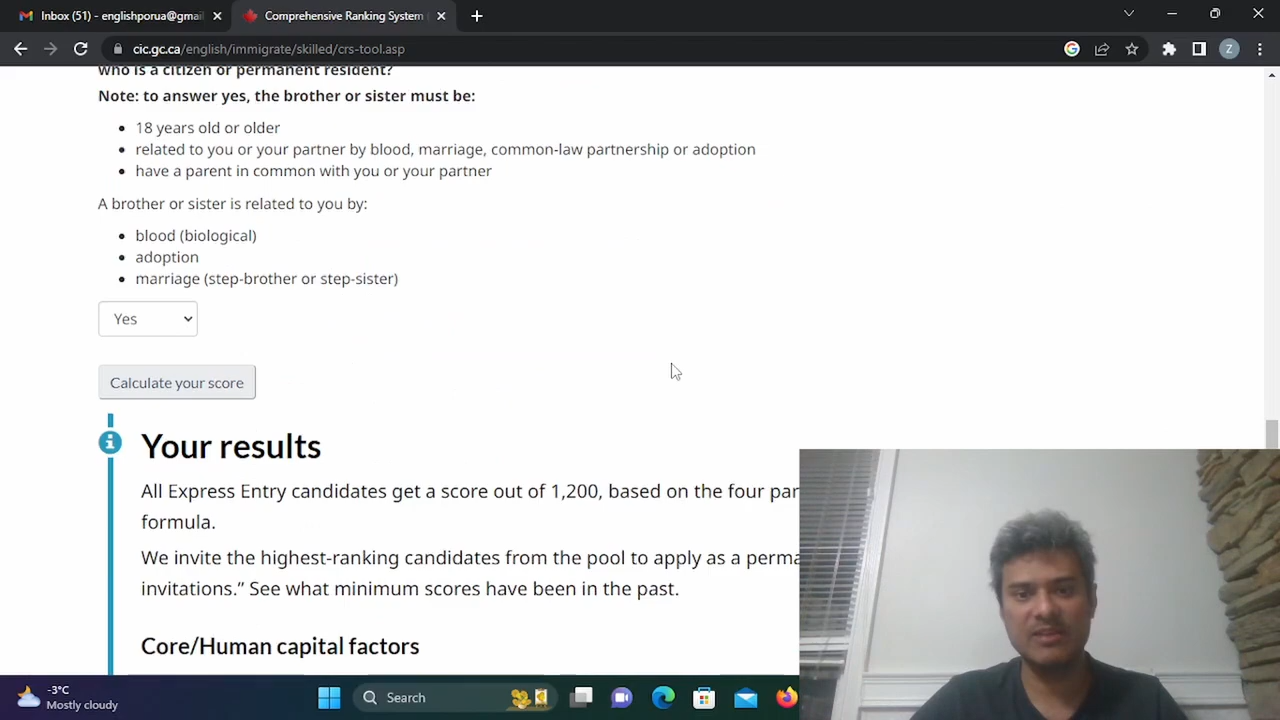 Inbox (51) - englishporua@gmai
Comprehensive Ranking System
cic.gc.ca/english/immigrate/skilled/crs-tool.asp
Z
who is a citizen or permanent resident?
Note: to answer yes, the brother or sister must be:
18 years old or older
related to you or your partner by blood, marriage, common-law partnership or adoption
have a parent in common with you or your partner
A brother or sister is related to you by:
blood (biological)
adoption
marriage (step-brother or step-sister)
Yes
Calculate your score
Your results
All Express Entry candidates get a score out of 1,200, based on the four par
formula.
We invite the highest-ranking candidates from the pool to apply as a perma
invitations.” See what minimum scores have been in the past.
Core/Human capital factors
-3°C
Mostly cloudy
Search